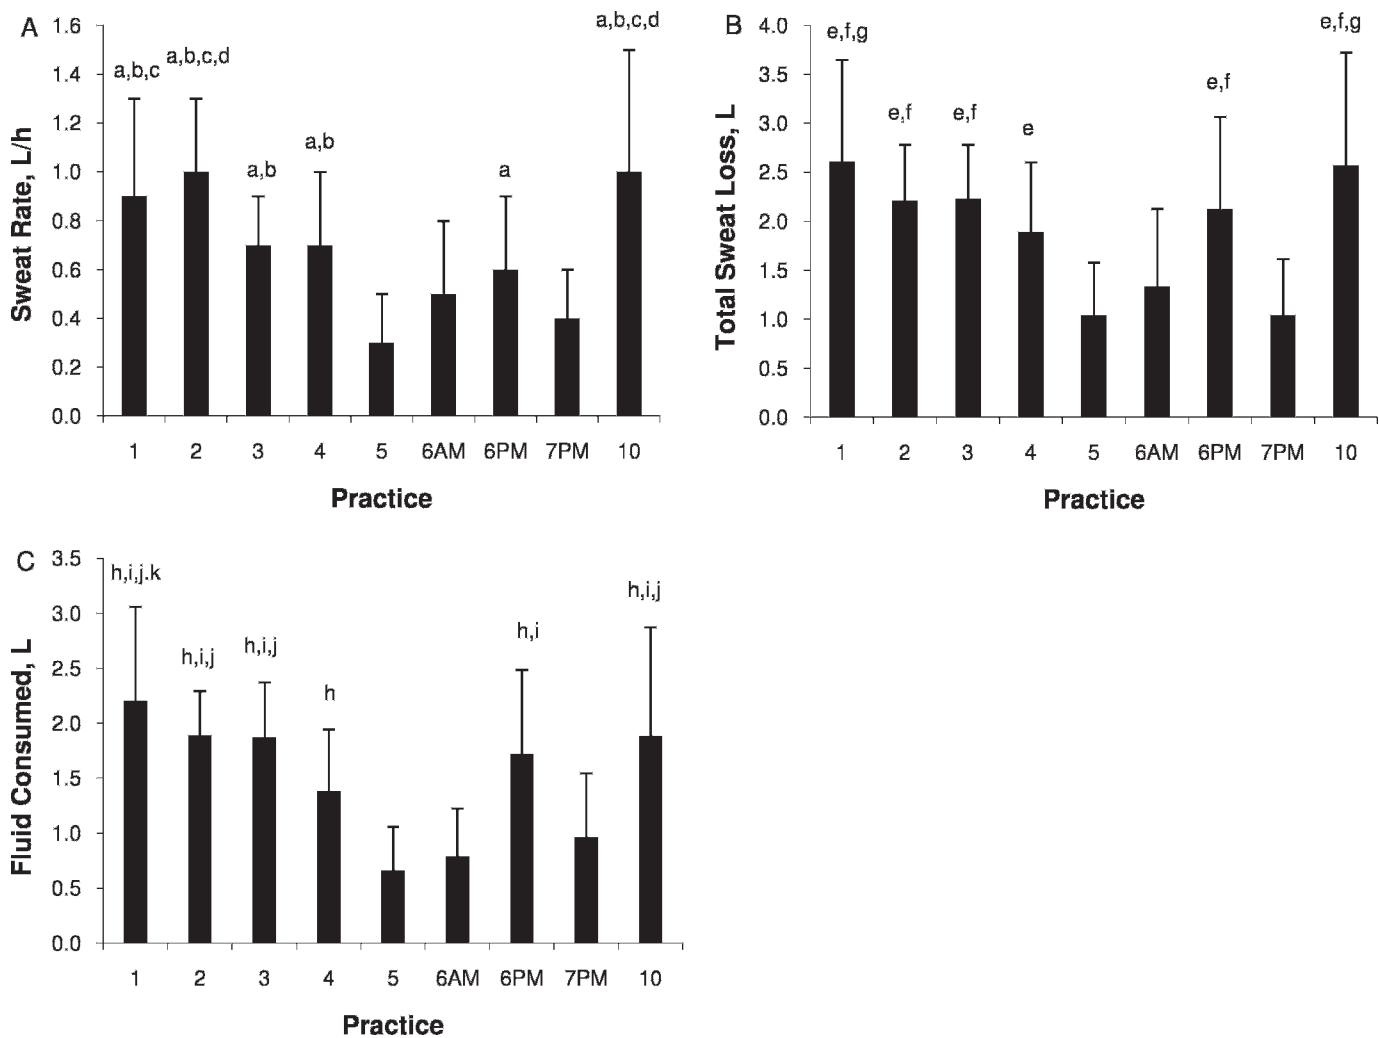 A
Sweat Rate, L/h
1.6
1.4
1.2
1.0
0.8
0.6
0.4
0.2
0.0
a,b,c
a,b,c,d
a,b
a,b
a
a,b,c,d
1 2 3 4 5 6AM 6PM 7PM 10
Practice
B
Total Sweat Loss, L
4.0
3.5
3.0
2.5
2.0
1.5
1.0
0.5
0.0
e,f,g
e,f
e,f
e
e,f
e,f,g
1 2 3 4 5 6AM 6PM 7PM 10
Practice
C
Fluid Consumed, L
3.5
3.0
2.5
2.0
1.5
1.0
0.5
0.0
h,i,j.k
h,i,j
h,i,j
h
h,i
h,i,j
1 2 3 4 5 6AM 6PM 7PM 10
Practice